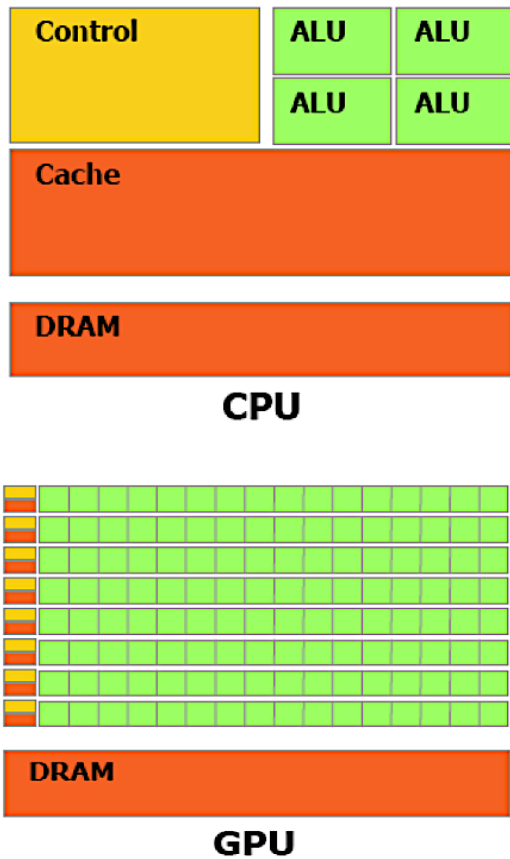 Control
ALU ALU
ALU ALU
Cache
DRAM
CPU
DRAM
GPU